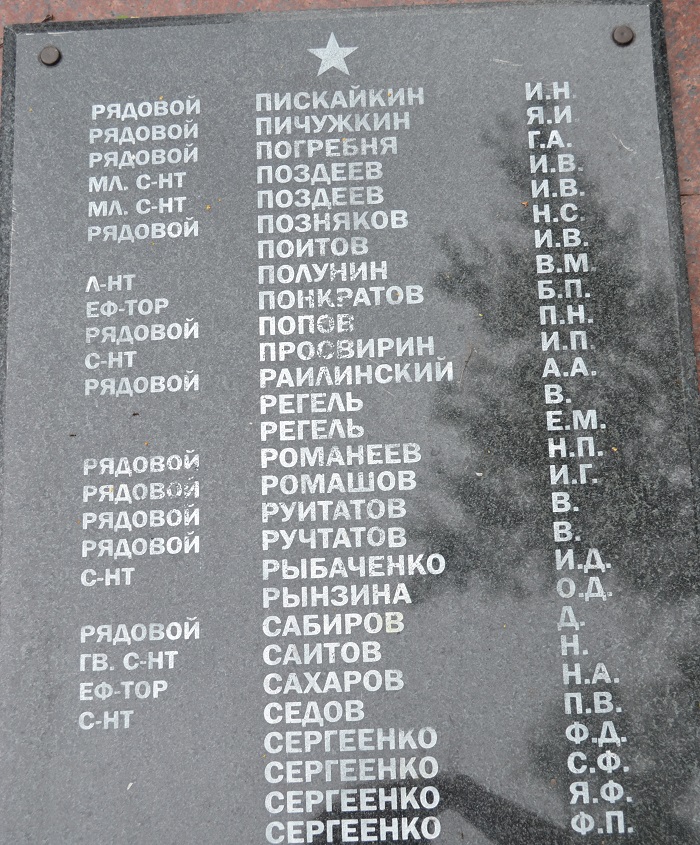 РЯДОВОЙ ПИСКАЙКИН И.Н.
РЯДОВОЙ ПИЧУЖКИН Я.И.
РЯДОВОЙ ПОГРЕБНЯ Г.А.
МЛ. С-НТ ПОЗДЕЕВ И.В.
МЛ. С-НТ ПОЗДЕЕВ И.В.
РЯДОВОЙ ПОЗНЯКОВ Н.С
ПОИТОВ И.В.
Л-НТ ПОЛУНИН В.М
ЕФ-ТОР ПОНКРАТОВ Б.П.
РЯДОВОЙ ПОПОВ П.Н.
С-НТ ПРОСВИРИН И.П.
РЯДОВОЙ РАИЛИНСКИЙ А.А.
РЕГЕЛЬ В.
РЕГЕЛЬ Е.М.
РЯДОВОЙ РОМАНЕЕВ Н.П.
РЯДОВОЙ РОМАШОВ И.Г.
РЯДОВОЙ РУИТАТОВ В.
РЯДОВОЙ РУЧТАТОВ В.
С-НТ РЫБАЧЕНКО И.Д.
РЫНЗИНА О.Д.
РЯДОВОЙ САБИРОВ Д.
ГВ. С-НТ САИТОВ Н.
ЕФ-ТОР САХАРОВ Н.А.
С-НТ СЕДОВ П.В.
СЕРГЕЕНКО Ф.Д.
СЕРГЕЕНКО С.Ф.
СЕРГЕЕНКО Я.Ф.
СЕРГЕЕНКО Ф.П.